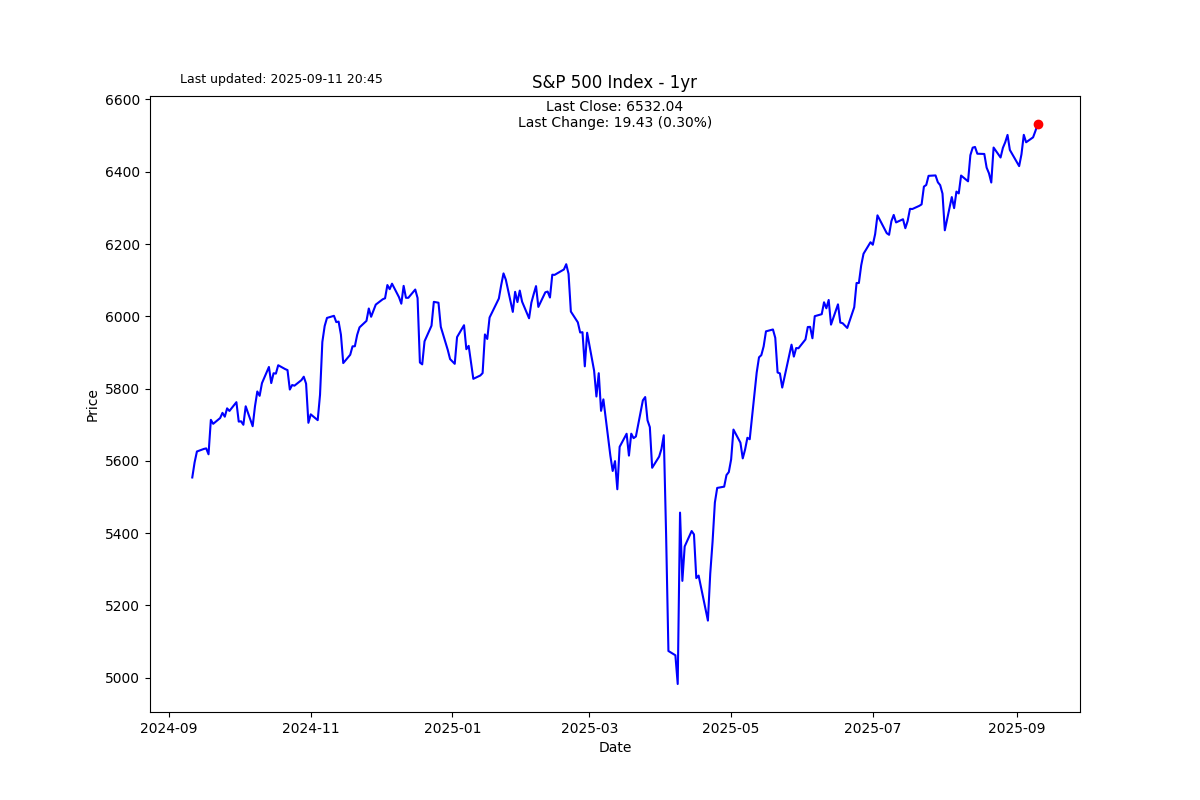 Last updated: 2025-09-11 20:45
S&P 500 Index - 1yr
Last Close: 6532.04
Last Change: 19.43 (0.30%)
6600
6400
6200
6000
5800
5600
5400
5200
5000
Price
2024-09 2024-11 2025-01 2025-03 2025-05 2025-07 2025-09
Date